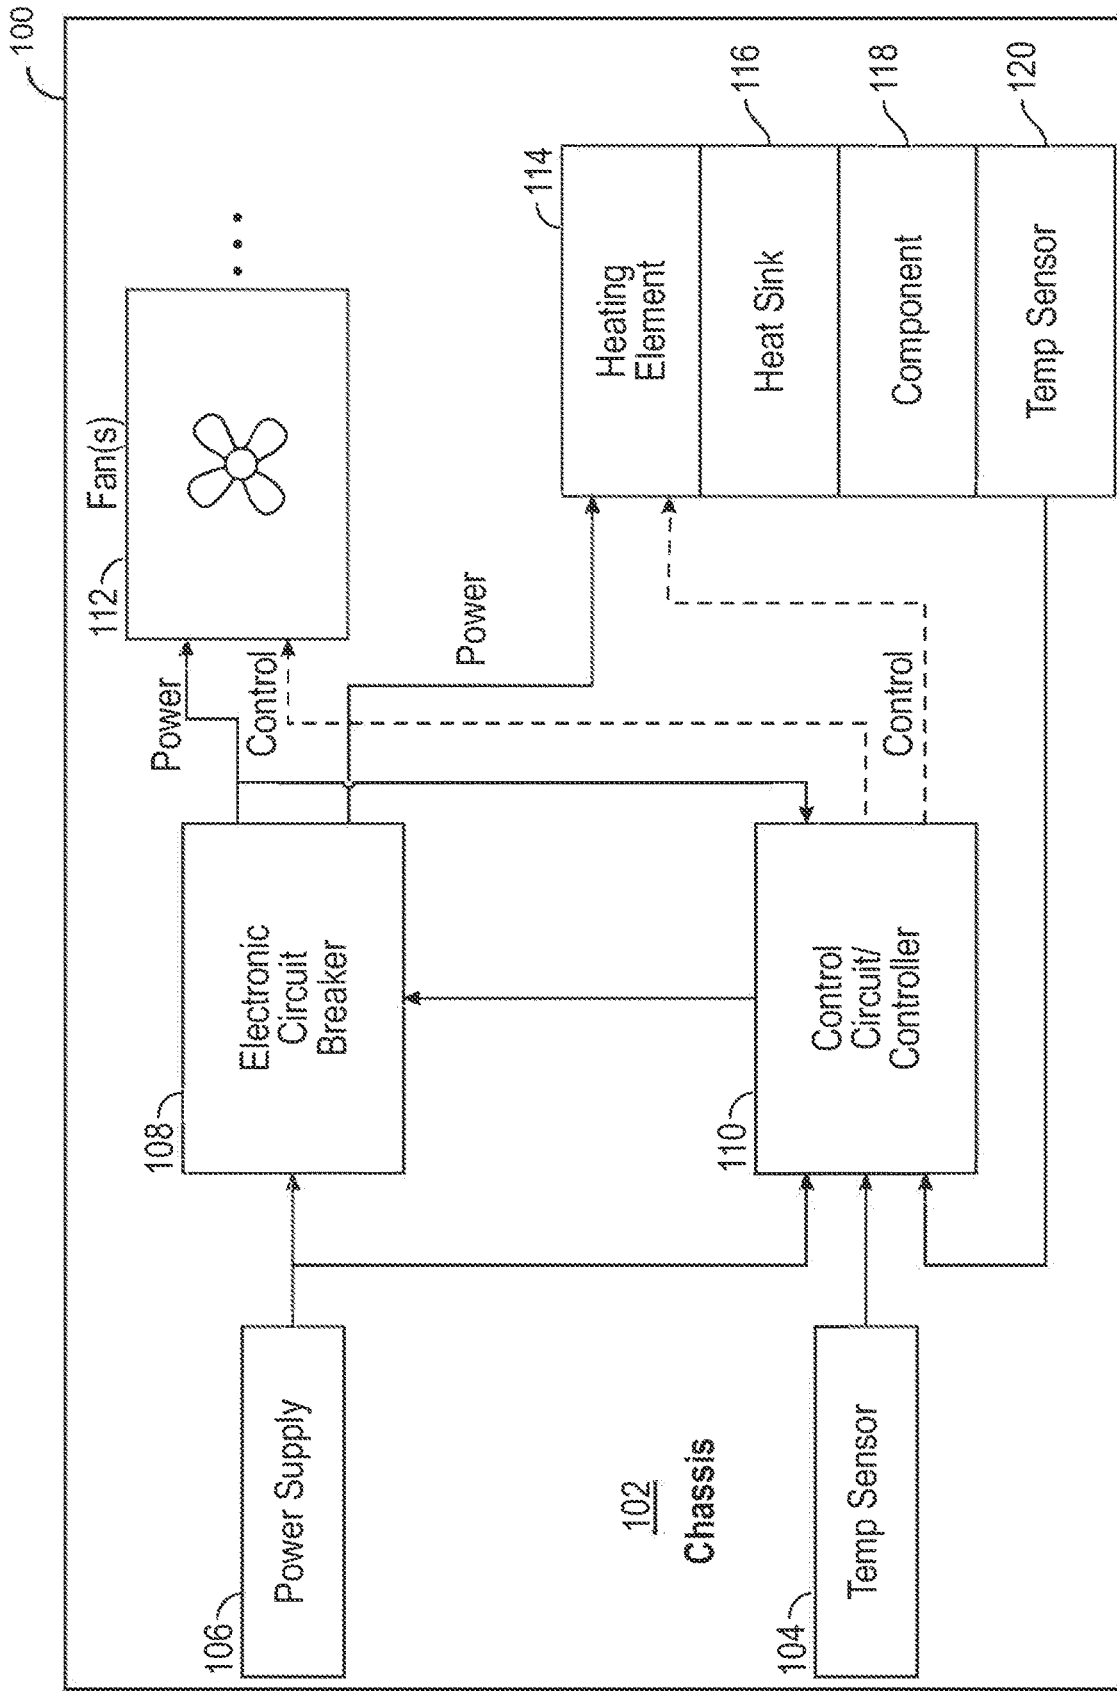 100
112
Fan(s)
108
Electronic
Circuit
Breaker
Power
Control
Power
114
Heating
Element
116
Heat Sink
118
Component
120
Temp Sensor
106
Power Supply
110
Control
Circuit/
Controller
Control
102
Chassis
104
Temp Sensor